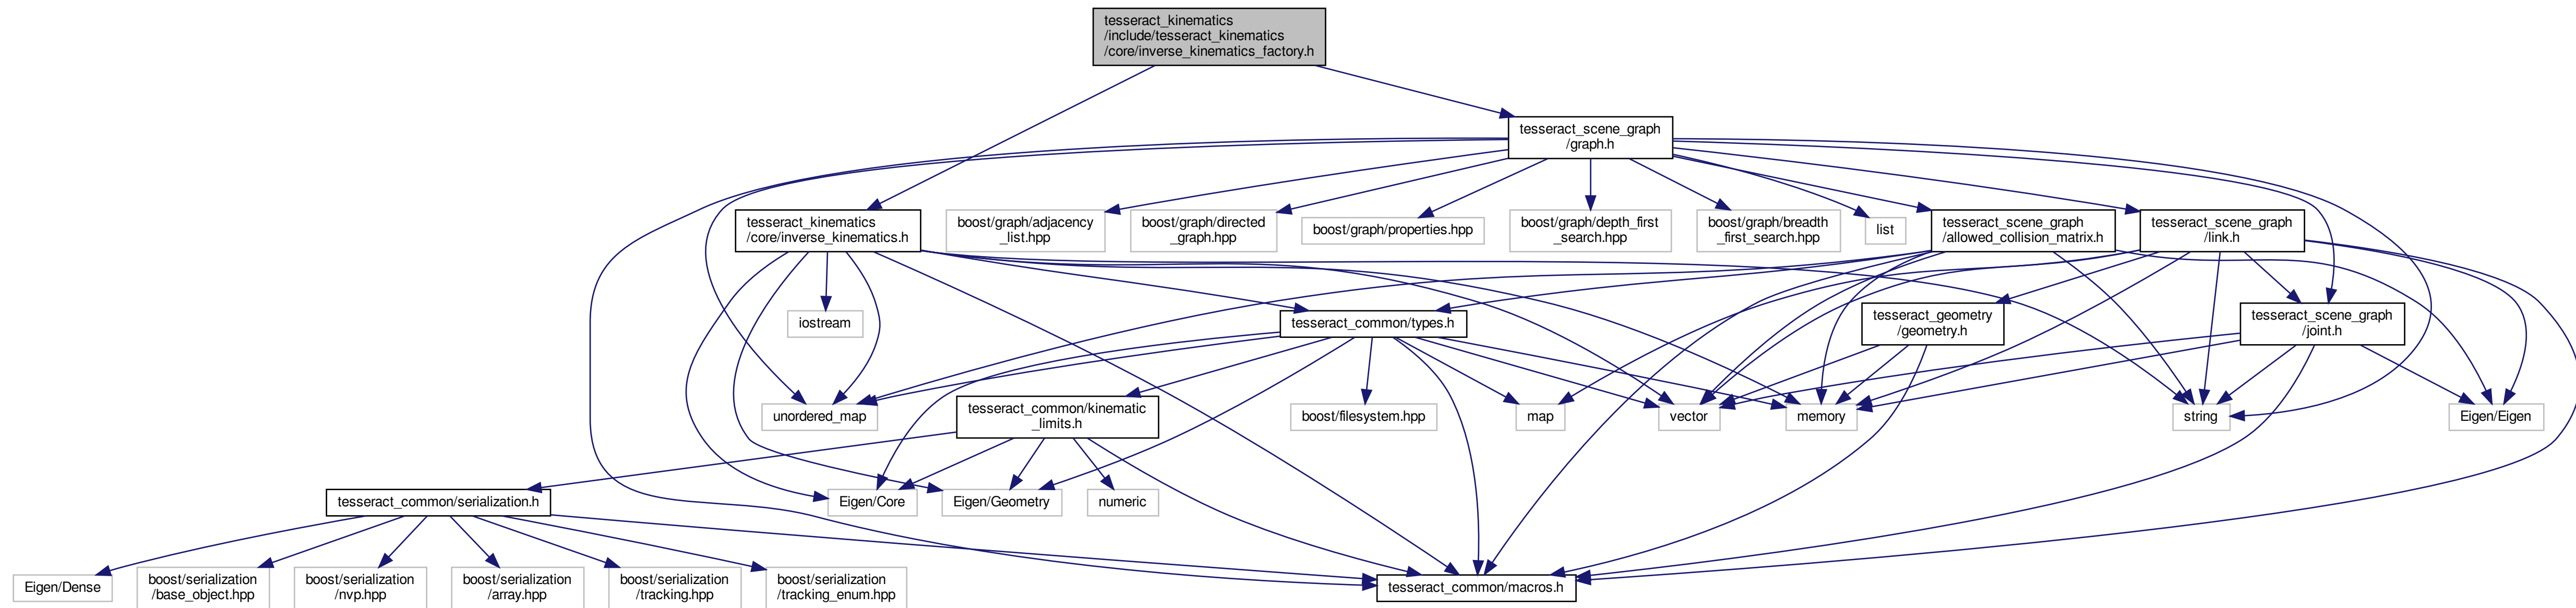 tesseract_kinematics
/include/tesseract_kinematics
/core/inverse_kinematics_factory.h
tesseract_scene_graph
/graph.h
tesseract_kinematics
/core/inverse_kinematics.h
boost/graph/adjacency
_list.hpp
boost/graph/directed
_graph.hpp
boost/graph/properties.hpp
boost/graph/depth_first
_search.hpp
boost/graph/breadth
_first_search.hpp
list
tesseract_scene_graph
/allowed_collision_matrix.h
tesseract_scene_graph
/link.h
iostream
tesseract_common/types.h
tesseract_geometry
/geometry.h
tesseract_scene_graph
/joint.h
unordered_map
tesseract_common/kinematic
_limits.h
boost/filesystem.hpp
map
vector
memory
string
Eigen/Eigen
tesseract_common/serialization.h
Eigen/Core
Eigen/Geometry
numeric
Eigen/Dense
boost/serialization
/base_object.hpp
boost/serialization
/nvp.hpp
boost/serialization
/array.hpp
boost/serialization
/tracking.hpp
boost/serialization
/tracking_enum.hpp
tesseract_common/macros.h